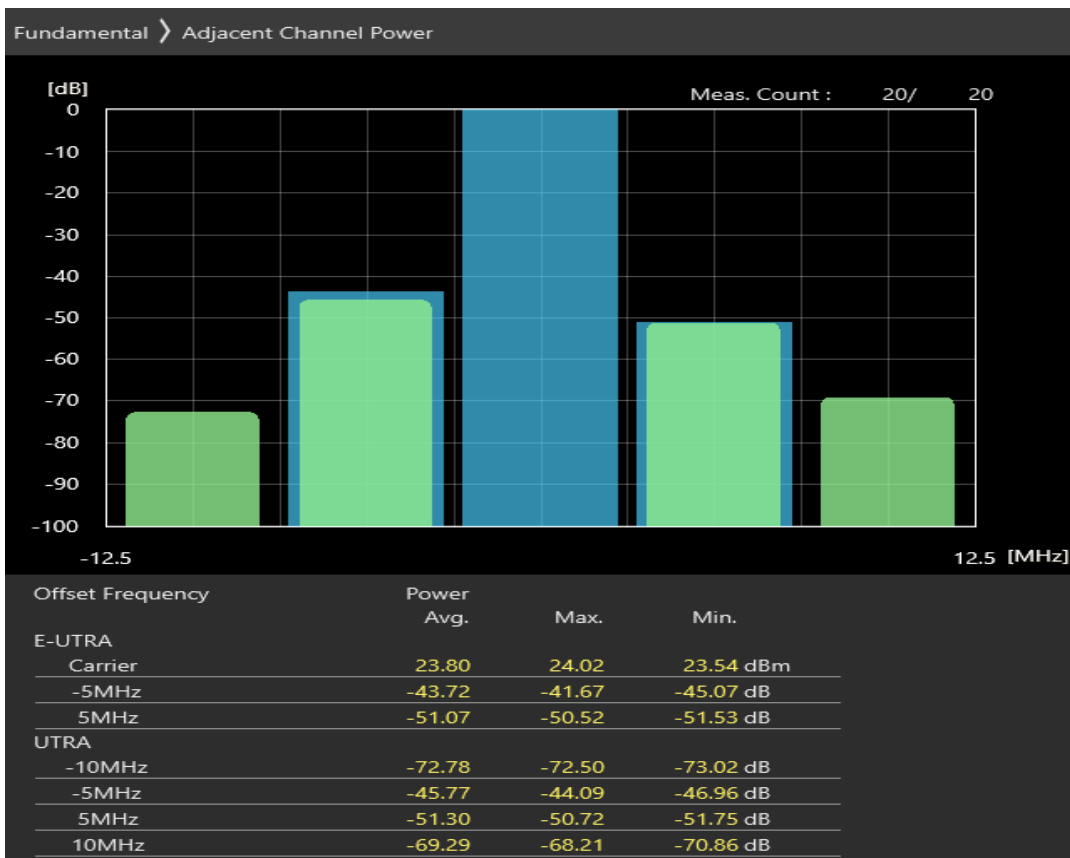 Fundamental 〉 Adjacent Channel Power
[dB]
Meas. Count : 20/ 20
0
-10
-20
-30
-40
-50
-60
-70
-80
-90
-100
-12.5 12.5 [MHz]
Offset Frequency Power
Avg. Max. Min.
E-UTRA
Carrier 23.80 24.02 23.54 dBm
-5MHz -43.72 -41.67 -45.07 dB
5MHz -51.07 -50.52 -51.53 dB
UTRA
-10MHz -72.78 -72.50 -73.02 dB
-5MHz -45.77 -44.09 -46.96 dB
5MHz -51.30 -50.72 -51.75 dB
10MHz -69.29 -68.21 -70.86 dB